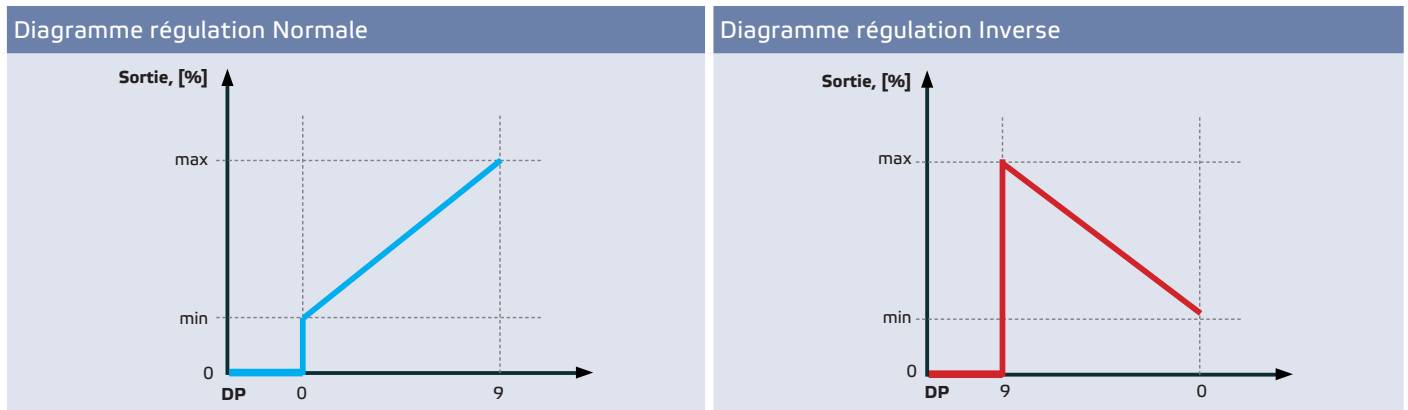 Diagramme régulation Normale
Sortie, [%]
max
min
0
DP
0
9
Diagramme régulation Inverse
Sortie, [%]
max
min
0
DP
9
0